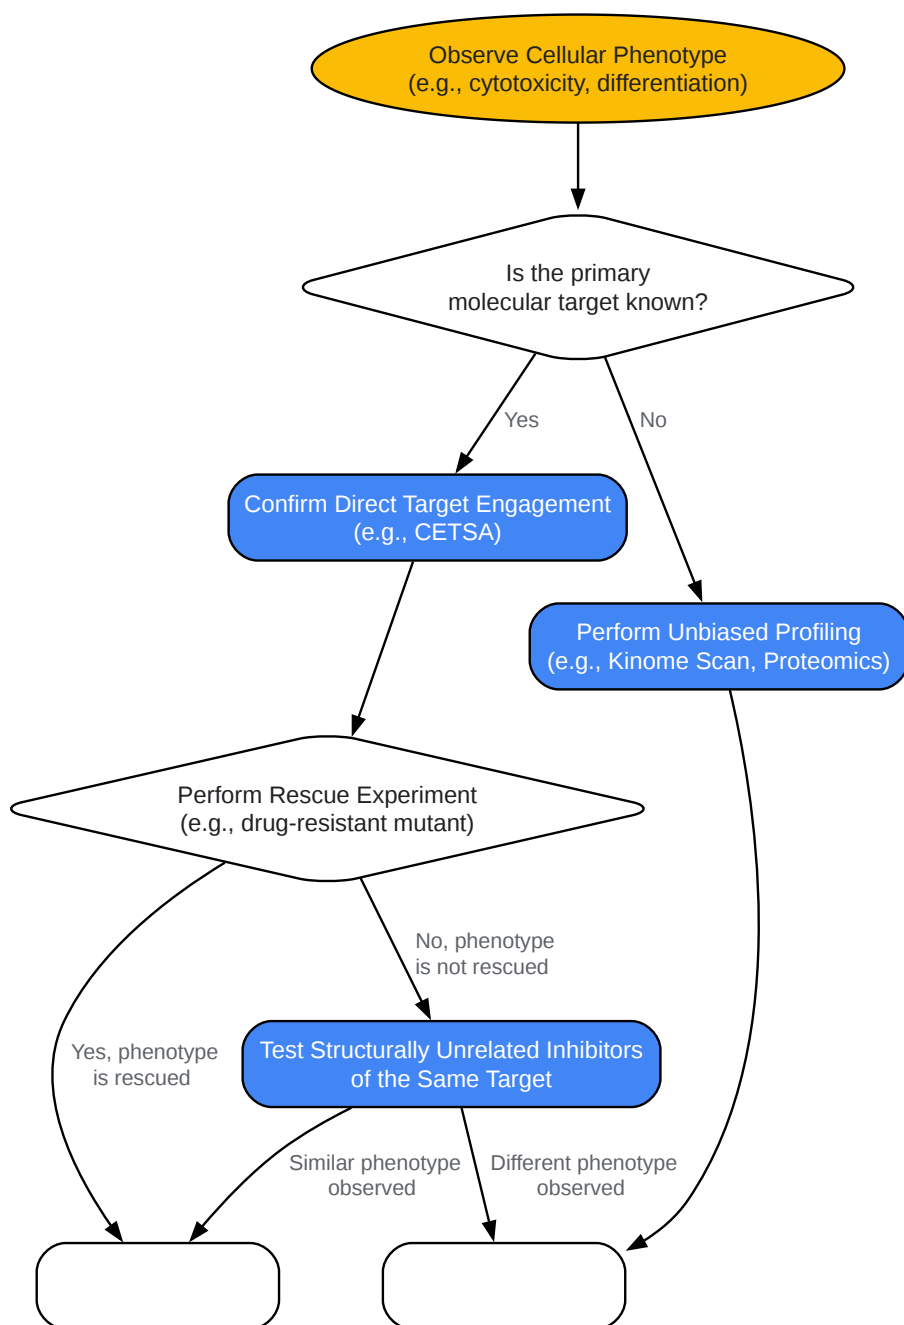 Observe Cellular Phenotype
(e.g., cytotoxicity, differentiation)
Is the primary
molecular target known?
Yes
No
Confirm Direct Target Engagement
(e.g., CETSA)
Perform Unbiased Profiling
(e.g., Kinome Scan, Proteomics)
Perform Rescue Experiment
(e.g., drug-resistant mutant)
No, phenotype
is not rescued
Yes, phenotype
is rescued
Test Structurally Unrelated Inhibitors
of the Same Target
Similar phenotype
observed
Different phenotype
observed